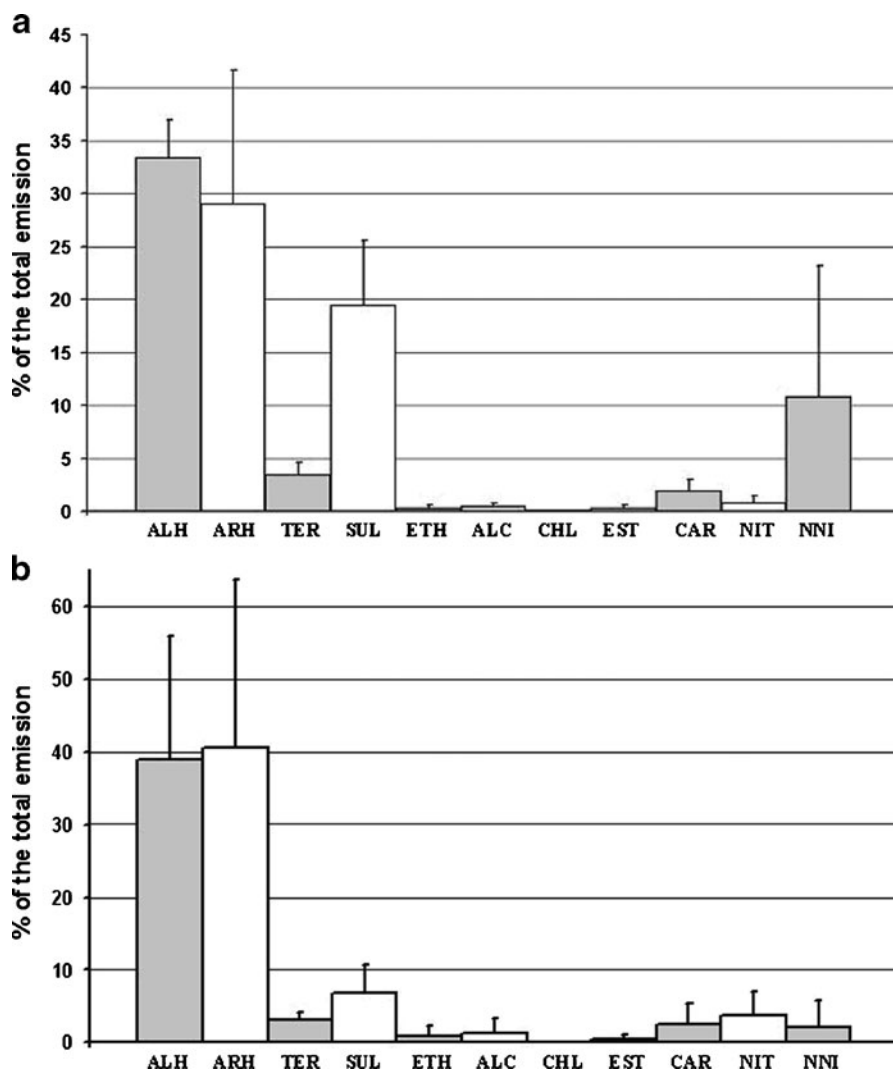 a
45
40
35
30
25
20
15
10
5
0
% of the total emission
ALH ARH TER SUL ETH ALC CHL EST CAR NIT NNI
b
60
50
40
30
20
10
0
% of the total emission
ALH ARH TER SUL ETH ALC CHL EST CAR NIT NNI